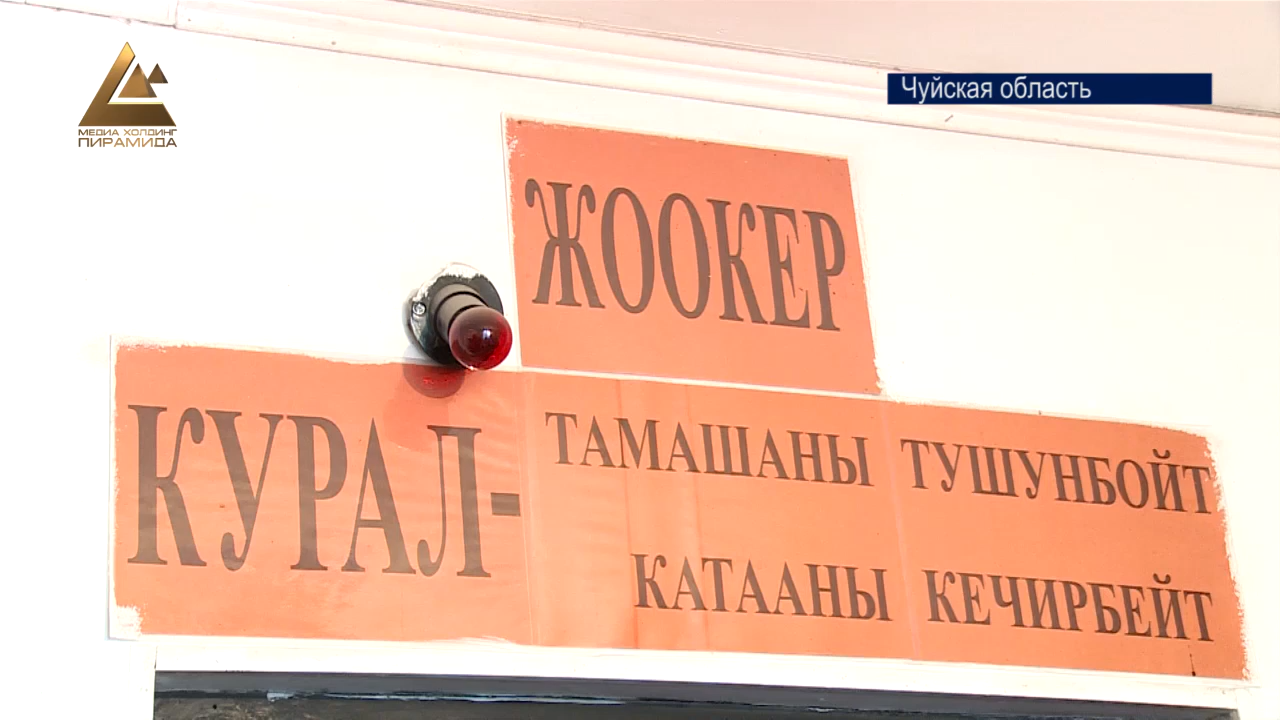 МЕДИА ХОЛДИНГ
ПИРАМИДА
Чуйская область
ЖООКЕР
КУРАЛ-
ТАМАШАНЫ ТУШУНБОЙТ
КАТААНЫ КЕЧИРБЕЙТ